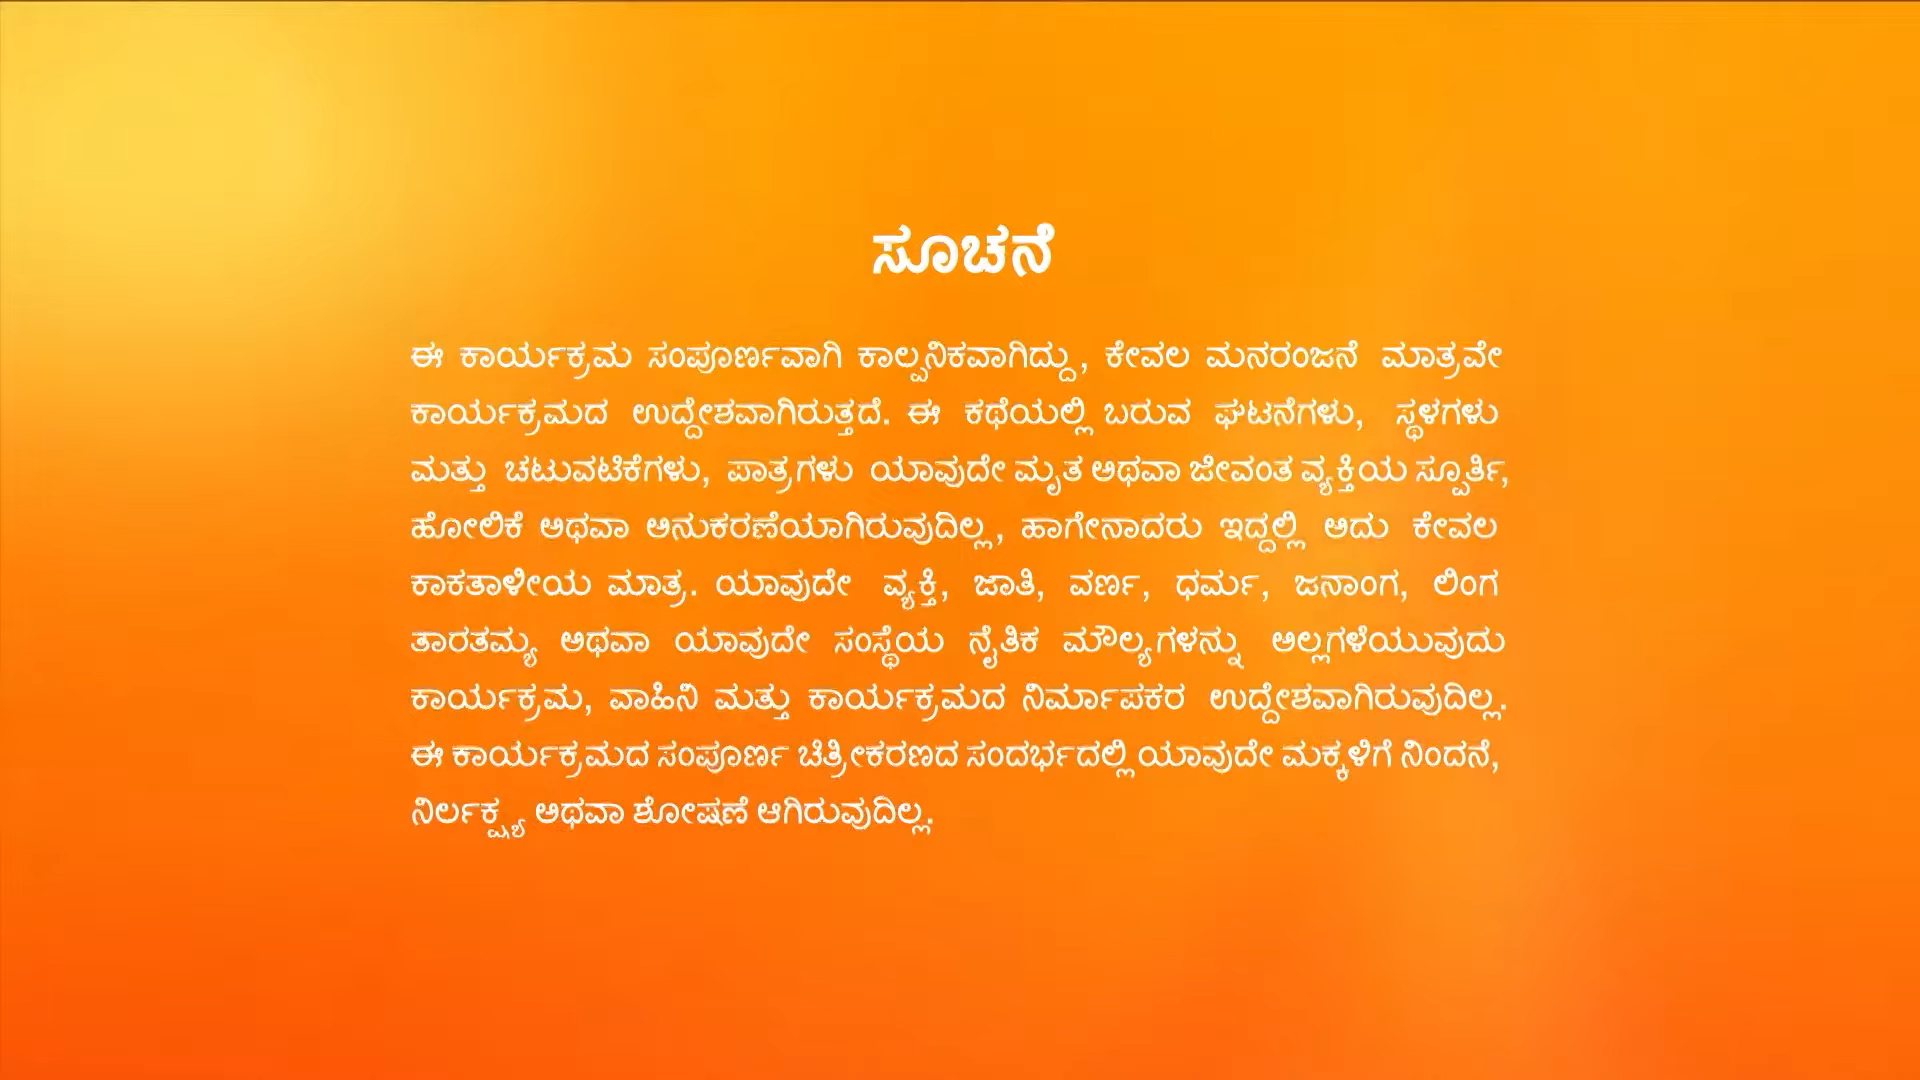 ಸೂಚನೆ
ಈ ಕಾರ್ಯಕ್ರಮ ಸಂಪೂರ್ಣವಾಗಿ ಕಾಲ್ಪನಿಕವಾಗಿದ್ದು, ಕೇವಲ ಮನರಂಜನೆ ಮಾತ್ರವೇ
ಕಾರ್ಯಕ್ರಮದ ಉದ್ದೇಶವಾಗಿರುತ್ತದೆ. ಈ ಕಥೆಯಲ್ಲಿ ಬರುವ ಘಟನೆಗಳು, ಸ್ಥಳಗಳು
ಮತ್ತು ಚಟುವಟಿಕೆಗಳು, ಪಾತ್ರಗಳು ಯಾವುದೇ ಮೃತ ಅಥವಾ ಜೀವಂತ ವ್ಯಕ್ತಿಯ ಸ್ಪೂರ್ತಿ,
ಹೋಲಿಕೆ ಅಥವಾ ಅನುಕರಣೆಯಾಗಿರುವುದಿಲ್ಲ, ಹಾಗೇನಾದರು ಇದ್ದಲ್ಲಿ ಅದು ಕೇವಲ
ಕಾಕತಾಳೀಯ ಮಾತ್ರ. ಯಾವುದೇ ವ್ಯಕ್ತಿ, ಜಾತಿ, ವರ್ಣ, ಧರ್ಮ, ಜನಾಂಗ, ಲಿಂಗ
ತಾರತಮ್ಯ ಅಥವಾ ಯಾವುದೇ ಸಂಸ್ಥೆಯ ನೈತಿಕ ಮೌಲ್ಯಗಳನ್ನು ಅಲ್ಲಗಳೆಯುವುದು
ಕಾರ್ಯಕ್ರಮ, ವಾಹಿನಿ ಮತ್ತು ಕಾರ್ಯಕ್ರಮದ ನಿರ್ಮಾಪಕರ ಉದ್ದೇಶವಾಗಿರುವುದಿಲ್ಲ.
ಈ ಕಾರ್ಯಕ್ರಮದ ಸಂಪೂರ್ಣ ಚಿತ್ರೀಕರಣದ ಸಂದರ್ಭದಲ್ಲಿ ಯಾವುದೇ ಮಕ್ಕಳಿಗೆ ನಿಂದನೆ,
ನಿರ್ಲಕ್ಷ್ಯ ಅಥವಾ ಶೋಷಣೆ ಆಗಿರುವುದಿಲ್ಲ.